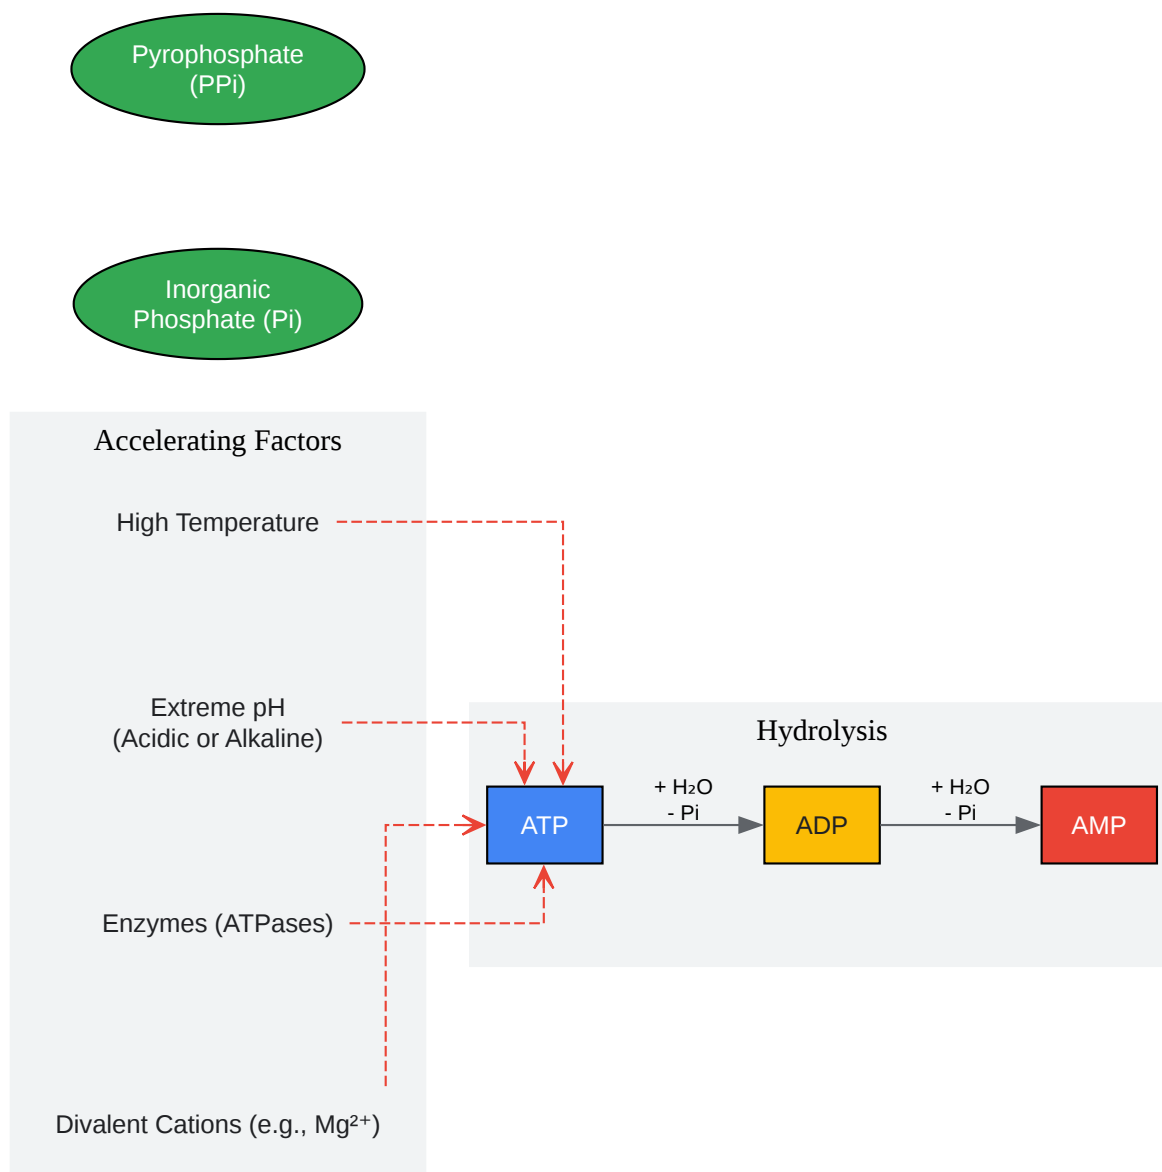 Pyrophosphate
(PPi)
Inorganic
Phosphate (Pi)
Accelerating Factors
High Temperature
Extreme pH
(Acidic or Alkaline)
Enzymes (ATPases)
Divalent Cations (e.g., Mg²⁺)
Hydrolysis
ATP
+ H₂O
- Pi
ADP
+ H₂O
- Pi
AMP